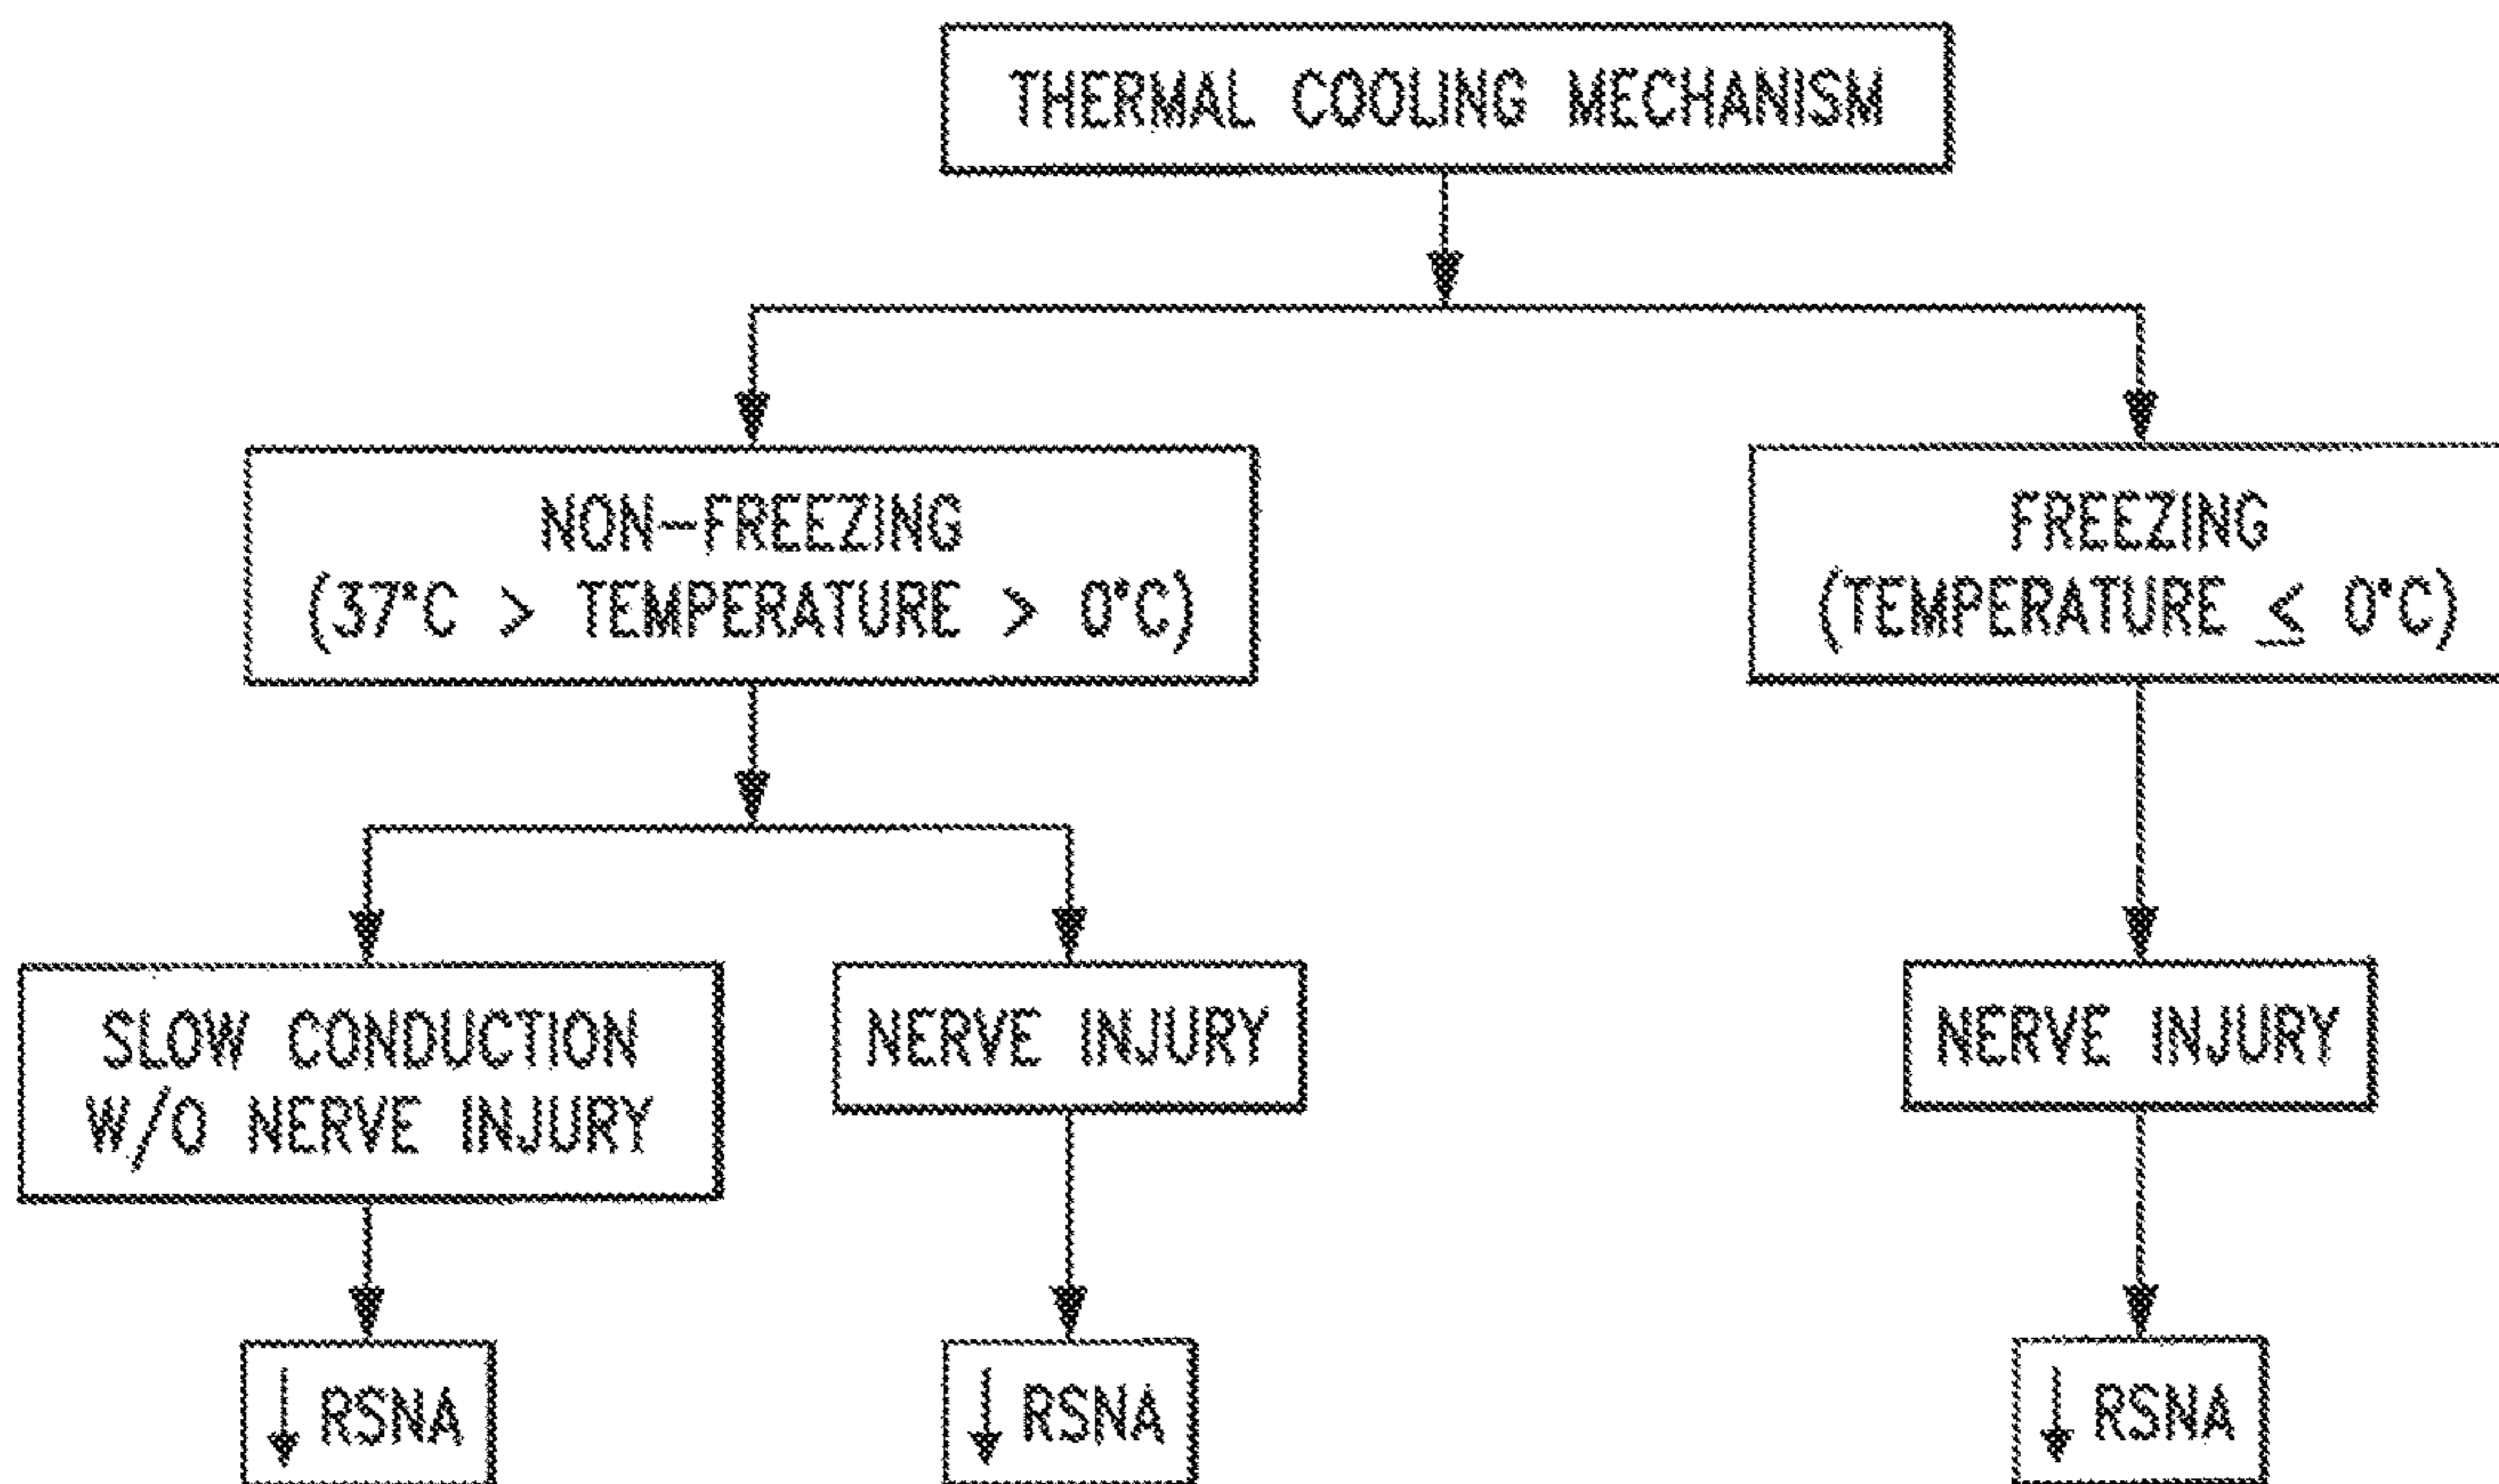 THERMAL COOLING MECHANISM
NON-FREEZING
(37°C > TEMPERATURE > 0°C)
FREEZING
(TEMPERATURE ≤ 0°C)
SLOW CONDUCTION
W/O NERVE INJURY
NERVE INJURY
NERVE INJURY
↓ RSNA
↓ RSNA
↓ RSNA